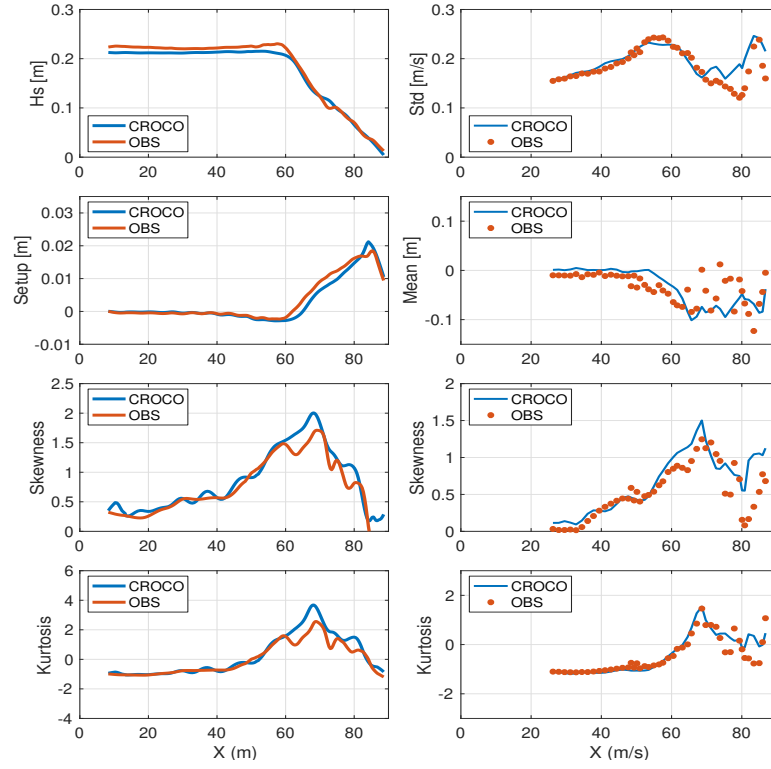 Hs [m]
0.3
0.2
0.1
0
CROCO
OBS
0 20 40 60 80
Std [m/s]
0.3
0.2
0.1
0
CROCO
OBS
0 20 40 60 80
Setup [m]
0.03
0.02
0.01
0
-0.01
CROCO
OBS
0 20 40 60 80
Mean [m]
0.1
0
-0.1
CROCO
OBS
0 20 40 60 80
Skewness
2.5
2
1.5
1
0.5
0
CROCO
OBS
0 20 40 60 80
Skewness
2
1.5
1
0.5
0
CROCO
OBS
0 20 40 60 80
Kurtosis
6
4
2
0
-2
-4
CROCO
OBS
0 20 40 60 80
X (m)
Kurtosis
2
0
-2
CROCO
OBS
0 20 40 60 80
X (m/s)